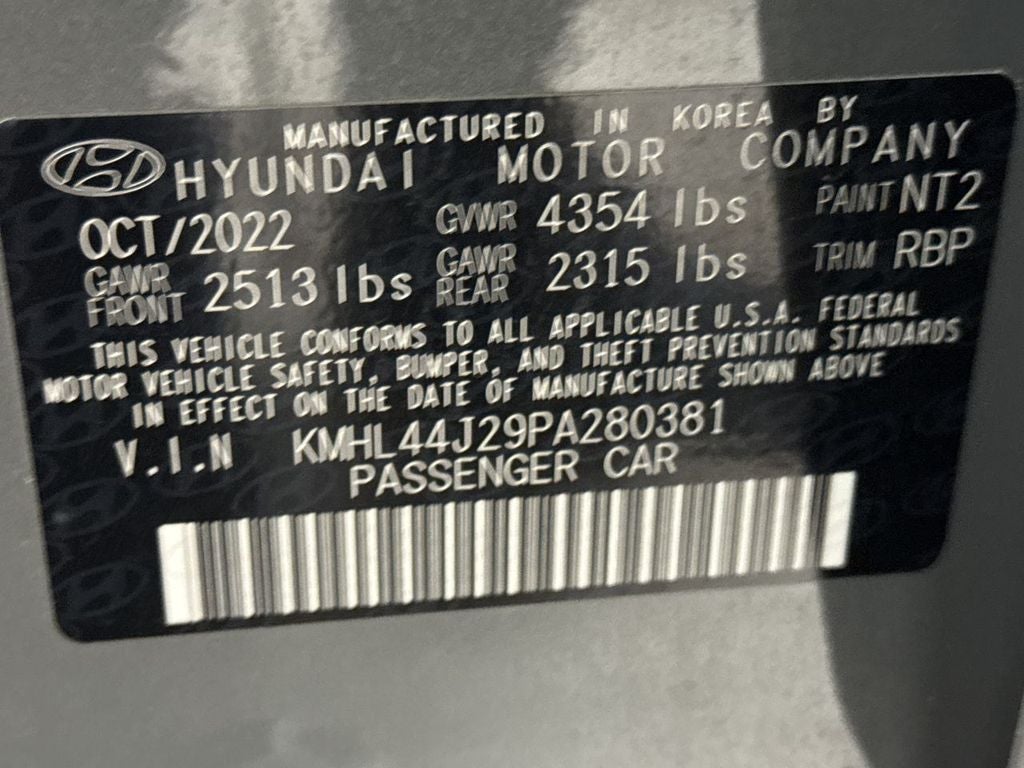 MANUFACTURED IN KOREA BY
HYUNDAI MOTOR COMPANY
OCT/2022 GVWR 4354 lbs PAINT NT2
GAWR FRONT 2513 lbs GAWR REAR 2315 lbs TRIM RBP
THIS VEHICLE CONFORMS TO ALL APPLICABLE U.S.A. FEDERAL
MOTOR VEHICLE SAFETY, BUMPER, AND THEFT PREVENTION STANDARDS
IN EFFECT ON THE DATE OF MANUFACTURE SHOWN ABOVE
V.I.N KMHL44J29PA280381
PASSENGER CAR